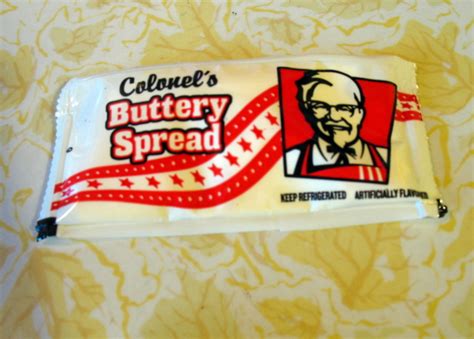 Colonel's
Buttery
Spread
KEEP REFRIGERATED ARTIFICIALLY FLAVORED